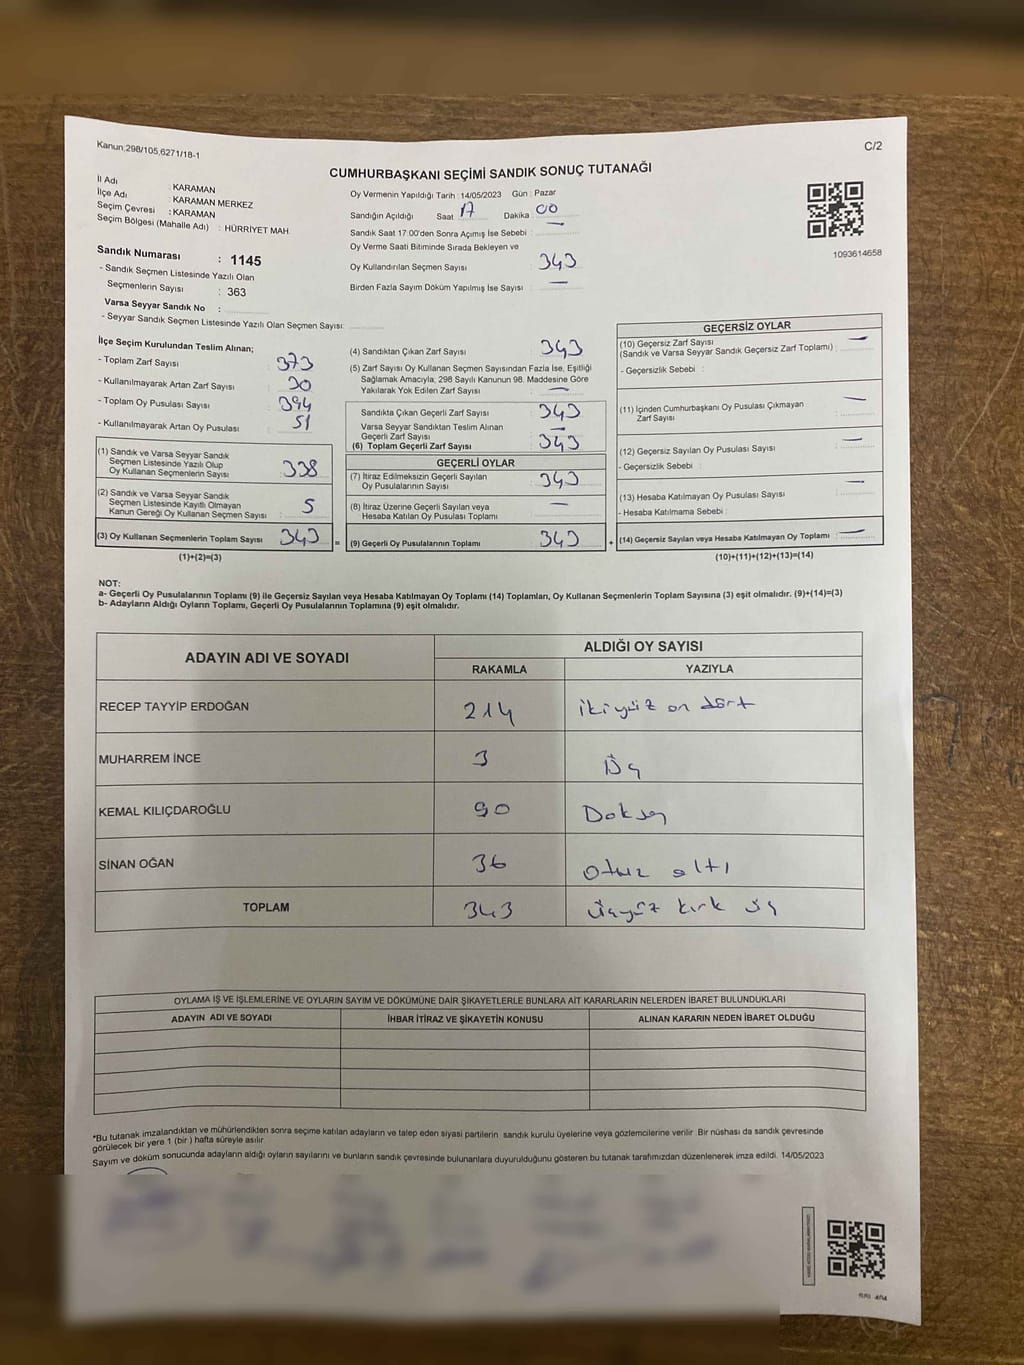 Kanun;298/105,6271/18-1
C/2
CUMHURBAŞKANI SEÇİMİ SANDIK SONUÇ TUTANAĞI
İl Adı : KARAMAN
İlçe Adı : KARAMAN MERKEZ
Seçim Çevresi : KARAMAN
Seçim Bölgesi (Mahalle Adı) : HÜRRİYET MAH.
Sandık Numarası : 1145
- Sandık Seçmen Listesinde Yazılı Olan
Seçmenlerin Sayısı : 363
Varsa Seyyar Sandık No :
- Seyyar Sandık Seçmen Listesinde Yazılı Olan Seçmen Sayısı:
Oy Vermenin Yapıldığı Tarih : 14/05/2023 Gün : Pazar
Sandığın Açıldığı Saat 17 Dakika 00
Sandık Saat 17.00'den Sonra Açımış İse Sebebi : —
Oy Verme Saati Bitiminde Sırada Bekleyen ve
Oy Kullandırılan Seçmen Sayısı : 343
Birden Fazla Sayım Döküm Yapılmış İse Sayısı : —
1093614658
İlçe Seçim Kurulundan Teslim Alınan;
- Toplam Zarf Sayısı : 373
- Kullanılmayarak Artan Zarf Sayısı : 30
- Toplam Oy Pusulası Sayısı : 394
- Kullanılmayarak Artan Oy Pusulası : 51
(1) Sandık ve Varsa Seyyar Sandık
Seçmen Listesinde Yazılı Olup
Oy Kullanan Seçmenlerin Sayısı : 338
(2) Sandık ve Varsa Seyyar Sandık
Seçmen Listesinde Kayıtlı Olmayan
Kanun Gereği Oy Kullanan Seçmen Sayısı : 5
(3) Oy Kullanan Seçmenlerin Toplam Sayısı : 343
(1)+(2)=(3)
=
(4) Sandıktan Çıkan Zarf Sayısı : 343
(5) Zarf Sayısı Oy Kullanan Seçmen Sayısından Fazla İse, Eşitliği
Sağlamak Amacıyla; 298 Sayılı Kanunun 98. Maddesine Göre
Yakılarak Yok Edilen Zarf Sayısı : —
Sandıkta Çıkan Geçerli Zarf Sayısı : 343
Varsa Seyyar Sandıktan Teslim Alınan
Geçerli Zarf Sayısı : —
(6) Toplam Geçerli Zarf Sayısı : 343
GEÇERLİ OYLAR
(7) İtiraz Edilmeksizin Geçerli Sayılan
Oy Pusulalarının Sayısı : 343
(8) İtiraz Üzerine Geçerli Sayılan veya
Hesaba Katılan Oy Pusulası Toplamı : —
(9) Geçerli Oy Pusulalarının Toplamı : 343
+
GEÇERSİZ OYLAR
(10) Geçersiz Zarf Sayısı : —
(Sandık ve Varsa Seyyar Sandık Geçersiz Zarf Toplamı)
- Geçersizlik Sebebi :
(11) İçinden Cumhurbaşkanı Oy Pusulası Çıkmayan
Zarf Sayısı : —
(12) Geçersiz Sayılan Oy Pusulası Sayısı : —
- Geçersizlik Sebebi :
(13) Hesaba Katılmayan Oy Pusulası Sayısı : —
- Hesaba Katılmama Sebebi :
(14) Geçersiz Sayılan veya Hesaba Katılmayan Oy Toplamı : —
(10)+(11)+(12)+(13)=(14)
NOT:
a- Geçerli Oy Pusulalarının Toplamı (9) ile Geçersiz Sayılan veya Hesaba Katılmayan Oy Toplamı (14) Toplamları, Oy Kullanan Seçmenlerin Toplam Sayısına (3) eşit olmalıdır. (9)+(14)=(3)
b- Adayların Aldığı Oyların Toplamı, Geçerli Oy Pusulalarının Toplamına (9) eşit olmalıdır.
ADAYIN ADI VE SOYADI ALDIĞI OY SAYISI
RAKAMLA YAZIYLA
RECEP TAYYİP ERDOĞAN 214 ikiyüz on dört
MUHARREM İNCE 3 Üç
KEMAL KILIÇDAROĞLU 90 Doksan
SİNAN OĞAN 36 Otuz altı
TOPLAM 343 Üçyüz kırk üç
OYLAMA İŞ VE İŞLEMLERİNE VE OYLARIN SAYIM VE DÖKÜMÜNE DAİR ŞİKAYETLERLE BUNLARA AİT KARARLARIN NELERDEN İBARET BULUNDUKLARI
ADAYIN ADI VE SOYADI İHBAR İTİRAZ VE ŞİKAYETİN KONUSU ALINAN KARARIN NEDEN İBARET OLDUĞU
*Bu tutanak imzalandıktan ve mühürlendikten sonra seçime katılan adayların ve talep eden siyasi partilerin sandık kurulu üyelerine veya gözlemcilerine verilir. Bir nüshası da sandık çevresinde
görülecek bir yere 1 (bir ) hafta süreyle asılır.
Sayım ve döküm sonucunda adayların aldığı oyların sayılarını ve bunların sandık çevresinde bulunanlara duyurulduğunu gösteren bu tutanak tarafımızdan düzenlenerek imza edildi. 14/05/2023